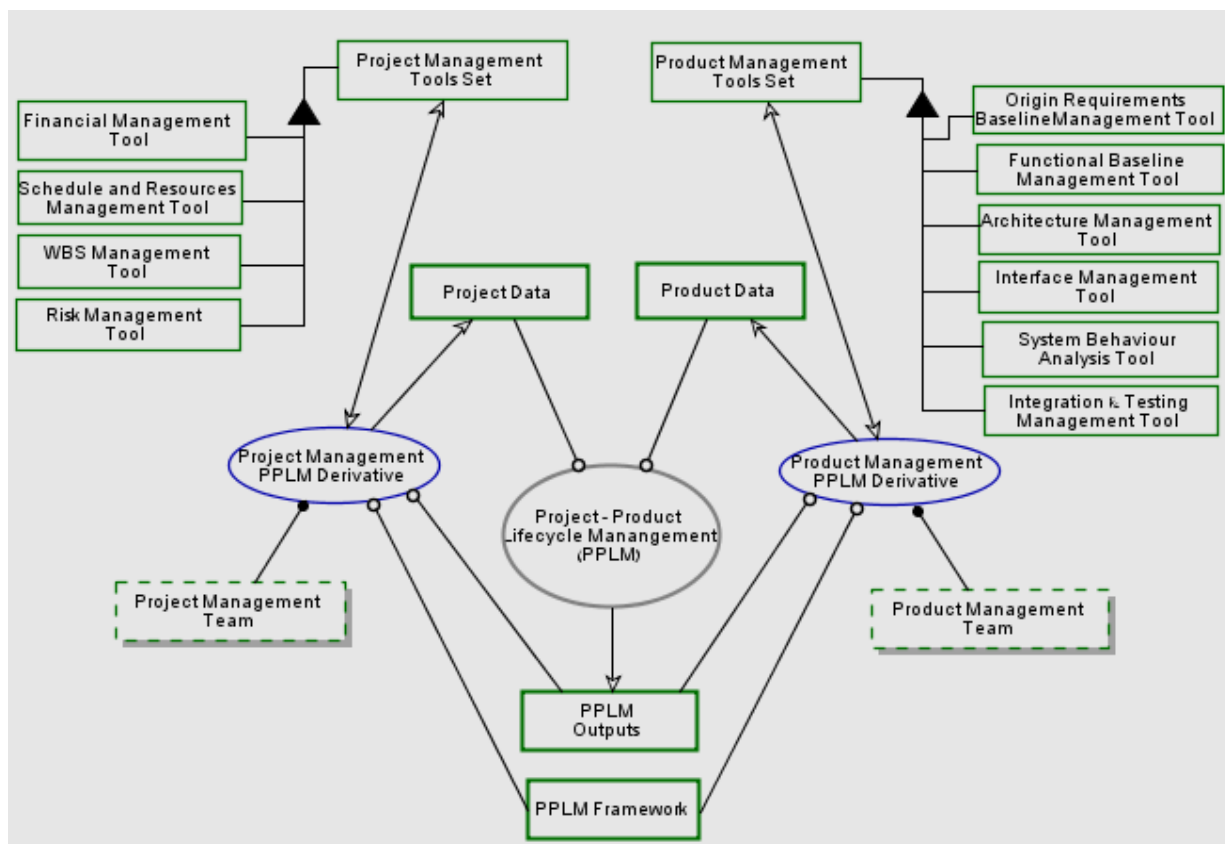 Project Management
Tools Set
Product Management
Tools Set
Financial Management
Tool
Schedule and Resources
Management Tool
WBS Management
Tool
Risk Management
Tool
Origin Requirements
BaselineManagement Tool
Functional Baseline
Management Tool
Architecture Management
Tool
Interface Management
Tool
System Behaviour
Analysis Tool
Integration & Testing
Management Tool
Project Data
Product Data
Project Management
PPLM Derivative
Product Management
PPLM Derivative
Project - Product
Lifecycle Manangement
(PPLM)
Project Management
Team
Product Management
Team
PPLM
Outputs
PPLM Framework